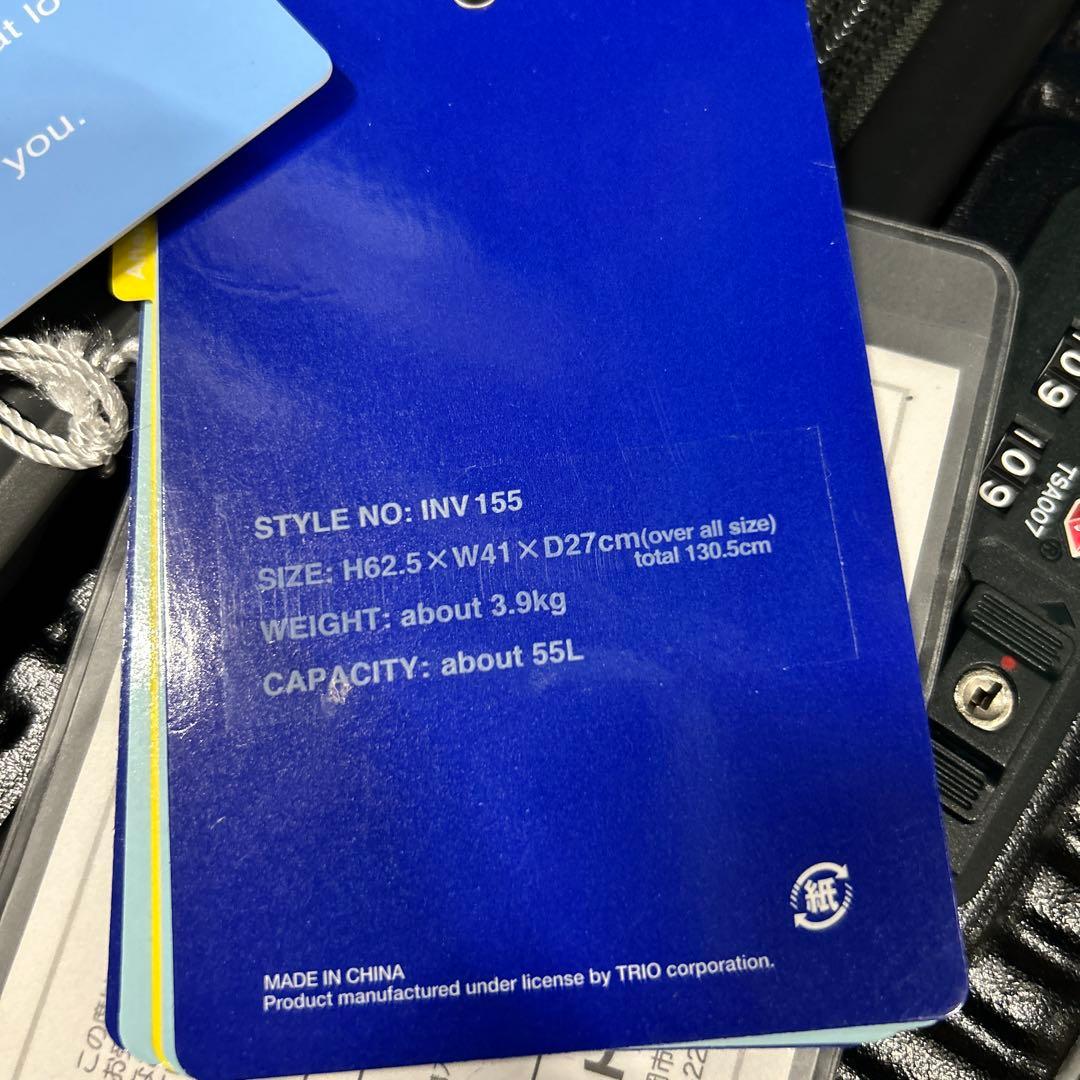 you.
STYLE NO: INV155
SIZE: H62.5×W41×D27cm(over all size)
total 130.5cm
WEIGHT: about 3.9kg
CAPACITY: about 55L
紙
MADE IN CHINA
Product manufactured under license by TRIO corporation.
TSA007